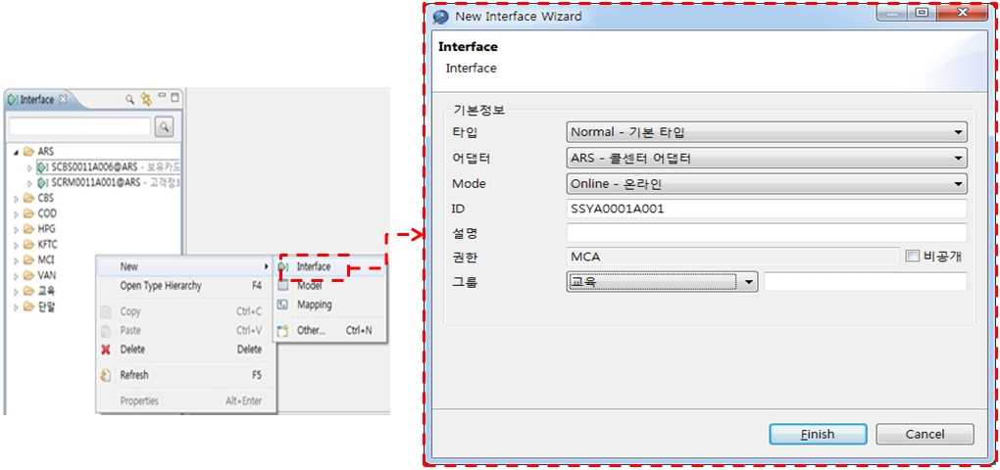 Interface
ARS
SCBS0011A006@ARS - 보유카드
SCRM0011A001@ARS - 고객정보
CBS
COD
HPG
KFTC
MCI
VAN
교육
단말
New
Open Type Hierarchy F4
Copy Ctrl+C
Paste Ctrl+V
Delete Delete
Refresh F5
Properties Alt+Enter
Interface
Model
Mapping
Other... Ctrl+N
New Interface Wizard
Interface
Interface
기본정보
타입 Normal - 기본 타입
어댑터 ARS - 콜센터 어댑터
Mode Online - 온라인
ID SSYA0001A001
설명
권한 MCA 비공개
그룹 교육
Finish Cancel